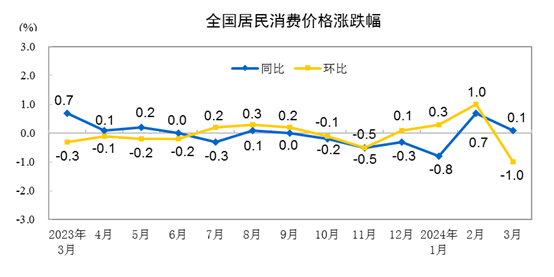 全国居民消费价格涨跌幅
(%)
3.0
2.0
1.0
0.0
-1.0
-2.0
-3.0
同比
环比
0.7 0.1 0.2 0.0 -0.3 0.1 0.0 -0.2 -0.5 -0.3 -0.8 0.7 0.1
-0.3 -0.1 -0.2 -0.2 0.2 0.3 0.2 -0.1 -0.5 0.1 0.3 1.0 -1.0
2023年 4月 5月 6月 7月 8月 9月 10月 11月 12月 2024年 2月 3月
3月 1月